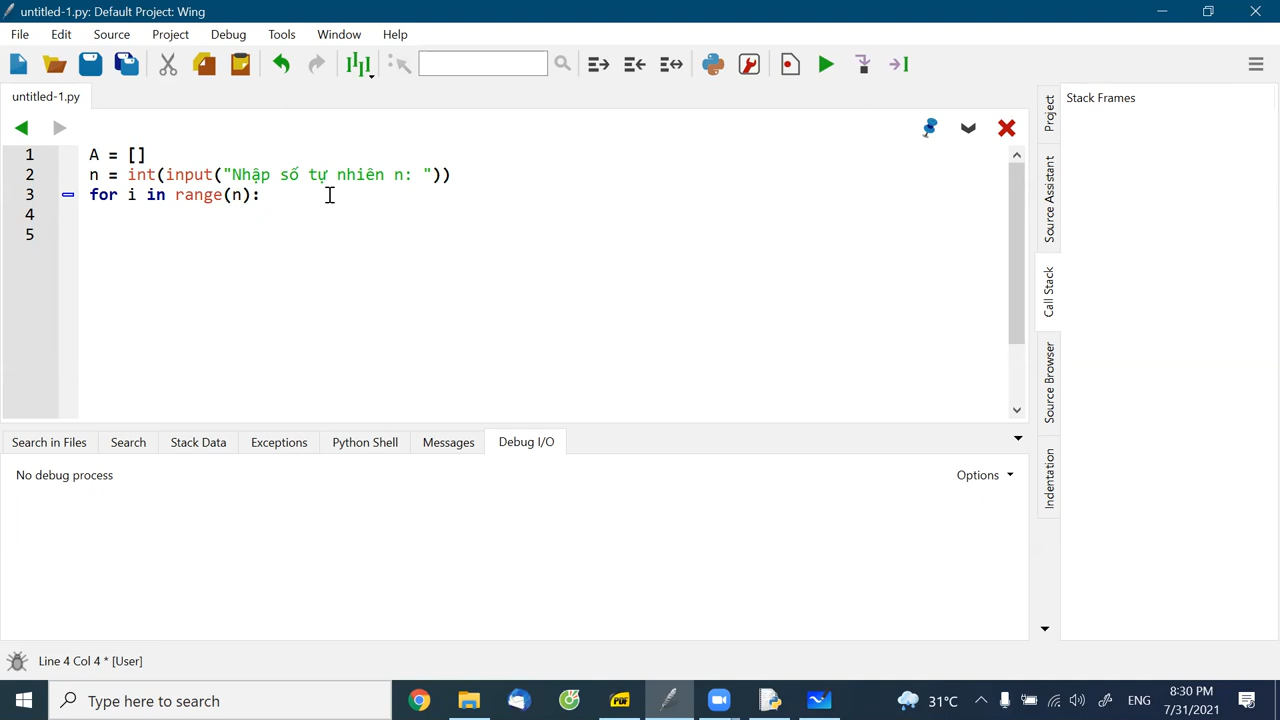 untitled-1.py: Default Project: Wing
File Edit Source Project Debug Tools Window Help
untitled-1.py
1 A = []
2 n = int(input("Nhập số tự nhiên n: "))
3 for i in range(n):
4
5
Project
Source Assistant
Call Stack
Source Browser
Indentation
Stack Frames
Search in Files Search Stack Data Exceptions Python Shell Messages Debug I/O
No debug process Options
Line 4 Col 4 * [User]
Type here to search
PDF
31°C
ENG
8:30 PM
7/31/2021